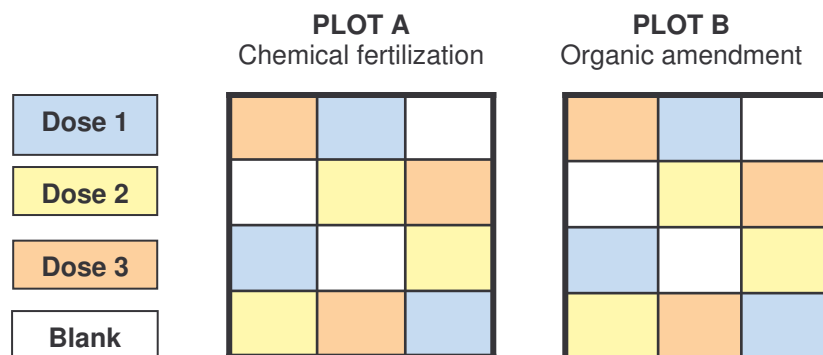 PLOT A
Chemical fertilization
PLOT B
Organic amendment
Dose 1
Dose 2
Dose 3
Blank